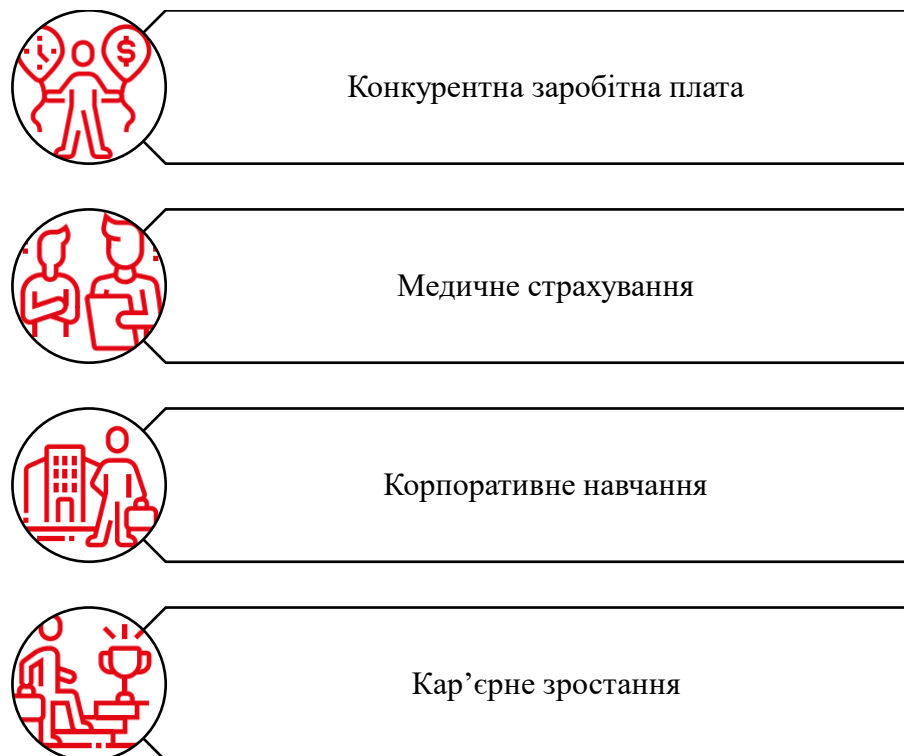 $
Конкурентна заробітна плата
Медичне страхування
Корпоративне навчання
Кар’єрне зростання